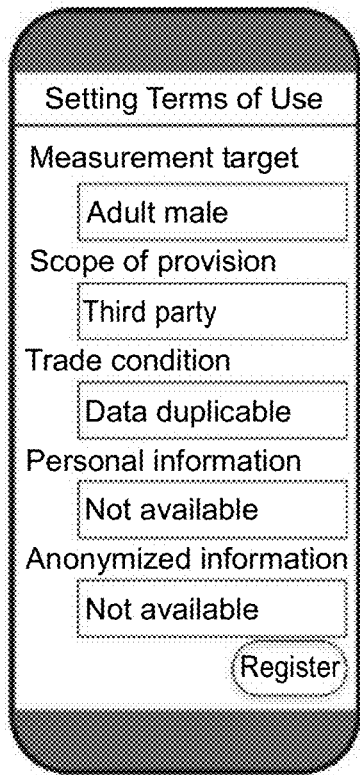 Setting Terms of Use
Measurement target
Adult male
Scope of provision
Third party
Trade condition
Data duplicable
Personal information
Not available
Anonymized information
Not available
Register